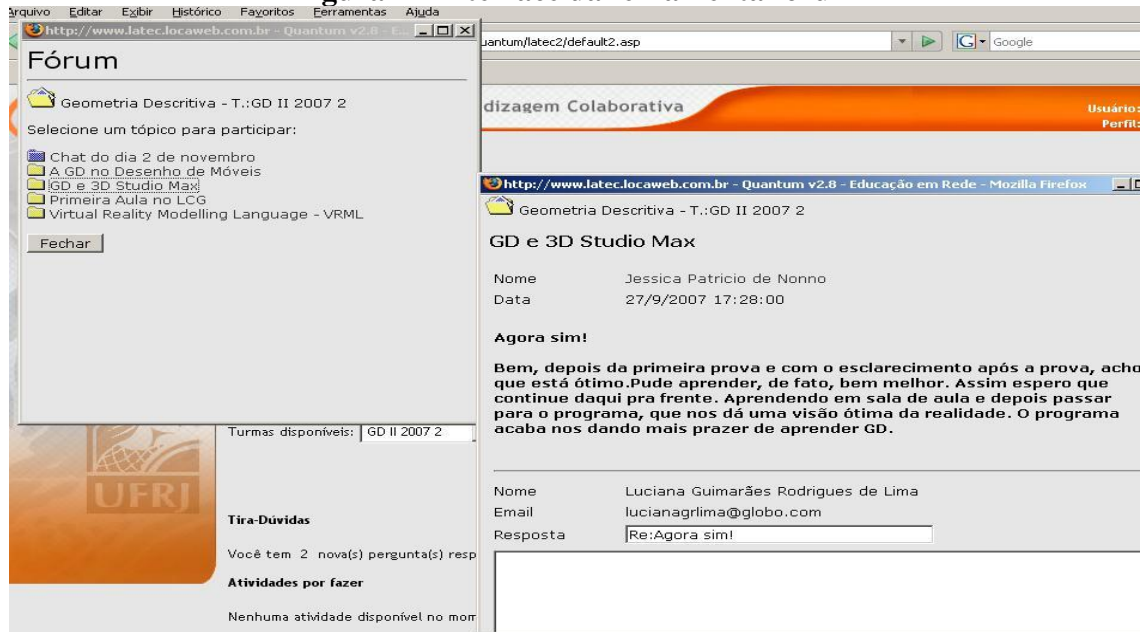 Arquivo Editar Exibir Histórico Favoritos Ferramentas Ajuda
http://www.latec.locaweb.com.br - Quantum v2.8 - E...
Fórum
Geometria Descritiva - T.:GD II 2007 2
Selecione um tópico para participar:
Chat do dia 2 de novembro
A GD no Desenho de Móveis
GD e 3D Studio Max
Primeira Aula no LCG
Virtual Reality Modelling Language - VRML
Fechar
uantum/latec2/default2.asp
G Google
dizagem Colaborativa
Usuário:
Perfil:
http://www.latec.locaweb.com.br - Quantum v2.8 - Educação em Rede - Mozilla Firefox
Geometria Descritiva - T.:GD II 2007 2
GD e 3D Studio Max
Nome Jessica Patricio de Nonno
Data 27/9/2007 17:28:00
Agora sim!
Bem, depois da primeira prova e com o esclarecimento após a prova, acho
que está ótimo.Pude aprender, de fato, bem melhor. Assim espero que
continue daqui pra frente. Aprendendo em sala de aula e depois passar
para o programa, que nos dá uma visão ótima da realidade. O programa
acaba nos dando mais prazer de aprender GD.
Nome Luciana Guimarães Rodrigues de Lima
Email lucianagrlima@globo.com
Resposta Re:Agora sim!
Turmas disponíveis: GD II 2007 2
UFRJ
Tira-Dúvidas
Você tem 2 nova(s) pergunta(s) resp
Atividades por fazer
Nenhuma atividade disponível no mom